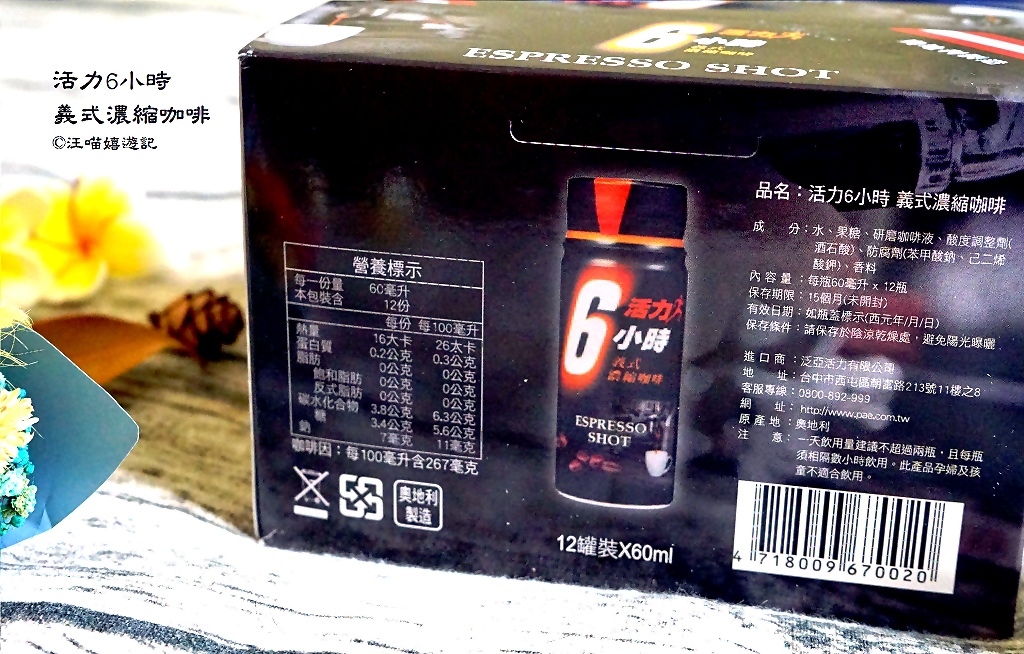 活力6小時
義式濃縮咖啡
©汪喵嬉遊記
6小時
ESPRESSO SHOT
營養標示
每一份量 60毫升
本包裝含 12份
每份 每100毫升
熱量 16大卡 26大卡
蛋白質 0.2公克 0.3公克
脂肪 0公克 0公克
飽和脂肪 0公克 0公克
反式脂肪 0公克 0公克
碳水化合物 3.8公克 6.3公克
糖 3.4公克 5.6公克
鈉 7毫克 11毫克
咖啡因：每100毫升含267毫克
奧地利
製造
6 活力
小時
義式
濃縮咖啡
ESPRESSO
SHOT
12罐裝X60ml
品名：活力6小時 義式濃縮咖啡
成 分：水、果糖、研磨咖啡液、酸度調整劑(
酒石酸)、防腐劑(苯甲酸鈉、己二烯
酸鉀)、香料
內容量：每瓶60毫升 x 12瓶
保存期限：15個月(未開封)
有效日期：如瓶蓋標示(西元年/月/日)
保存條件：請保存於陰涼乾燥處，避免陽光曝曬
進口商：泛亞活力有限公司
地 址：台中市西屯區朝富路213號11樓之8
客服專線：0800-892-999
網 址：http://www.pae.com.tw
原產地：奧地利
注 意：一天飲用量建議不超過兩瓶，且每瓶
須相隔數小時飲用。此產品孕婦及孩
童不適合飲用。
4 718009 670020